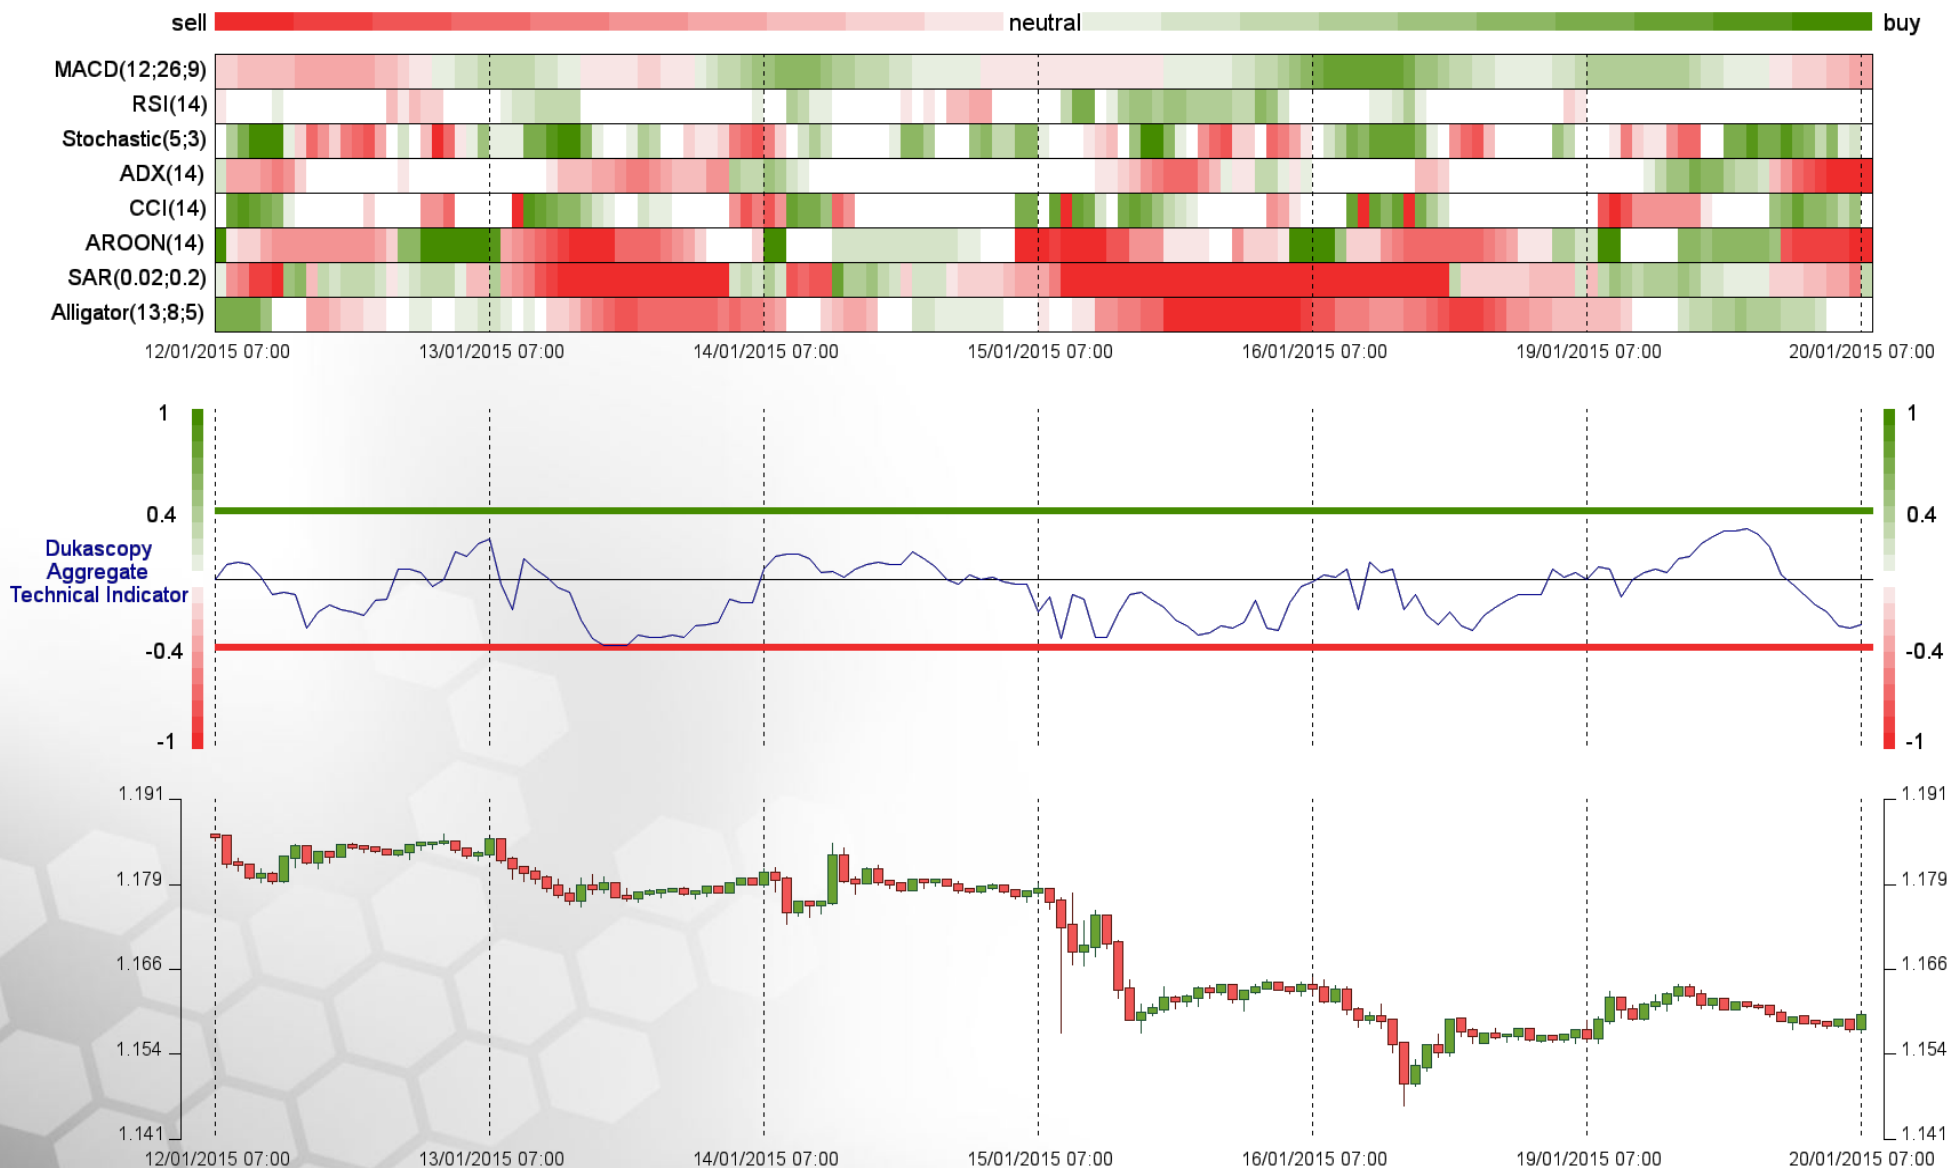 sell neutral buy
MACD(12;26;9)
RSI(14)
Stochastic(5;3)
ADX(14)
CCI(14)
AROON(14)
SAR(0.02;0.2)
Alligator(13;8;5)
12/01/2015 07:00 13/01/2015 07:00 14/01/2015 07:00 15/01/2015 07:00 16/01/2015 07:00 19/01/2015 07:00 20/01/2015 07:00
1 1
0.4 0.4
Dukascopy
Aggregate
Technical Indicator
-0.4 -0.4
-1 -1
1.191 1.191
1.179 1.179
1.166 1.166
1.154 1.154
1.141 1.141
12/01/2015 07:00 13/01/2015 07:00 14/01/2015 07:00 15/01/2015 07:00 16/01/2015 07:00 19/01/2015 07:00 20/01/2015 07:00